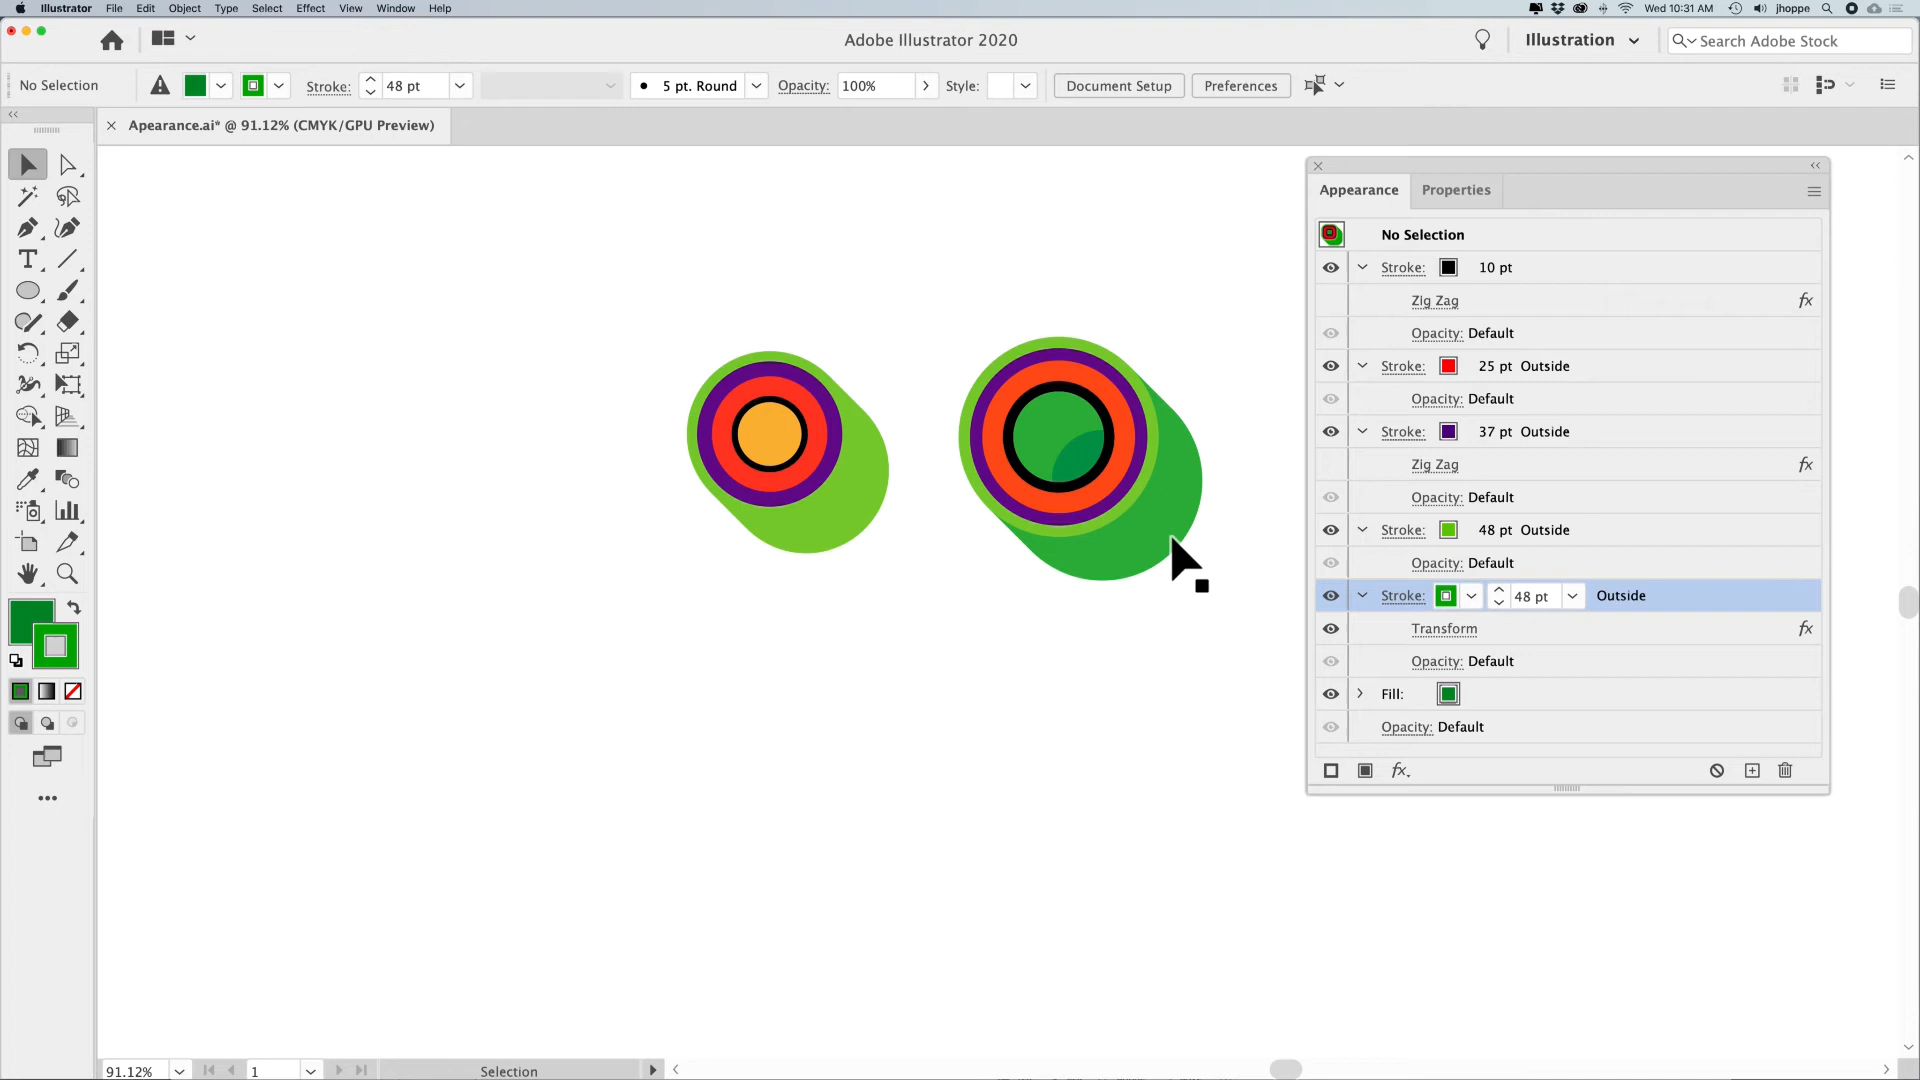 Illustrator File Edit Object Type Select Effect View Window Help Wed 10:31 AM jhoppe
Adobe Illustrator 2020 Illustration Search Adobe Stock
No Selection Stroke: 48 pt 5 pt. Round Opacity: 100% Style: Document Setup Preferences
Apearance.ai* @ 91.12% (CMYK/GPU Preview)
Appearance Properties
No Selection
Stroke: 10 pt
Zig Zag fx
Opacity: Default
Stroke: 25 pt Outside
Opacity: Default
Stroke: 37 pt Outside
Zig Zag fx
Opacity: Default
Stroke: 48 pt Outside
Opacity: Default
Stroke: 48 pt Outside
Transform fx
Opacity: Default
Fill:
Opacity: Default
fx.
91.12% 1 Selection